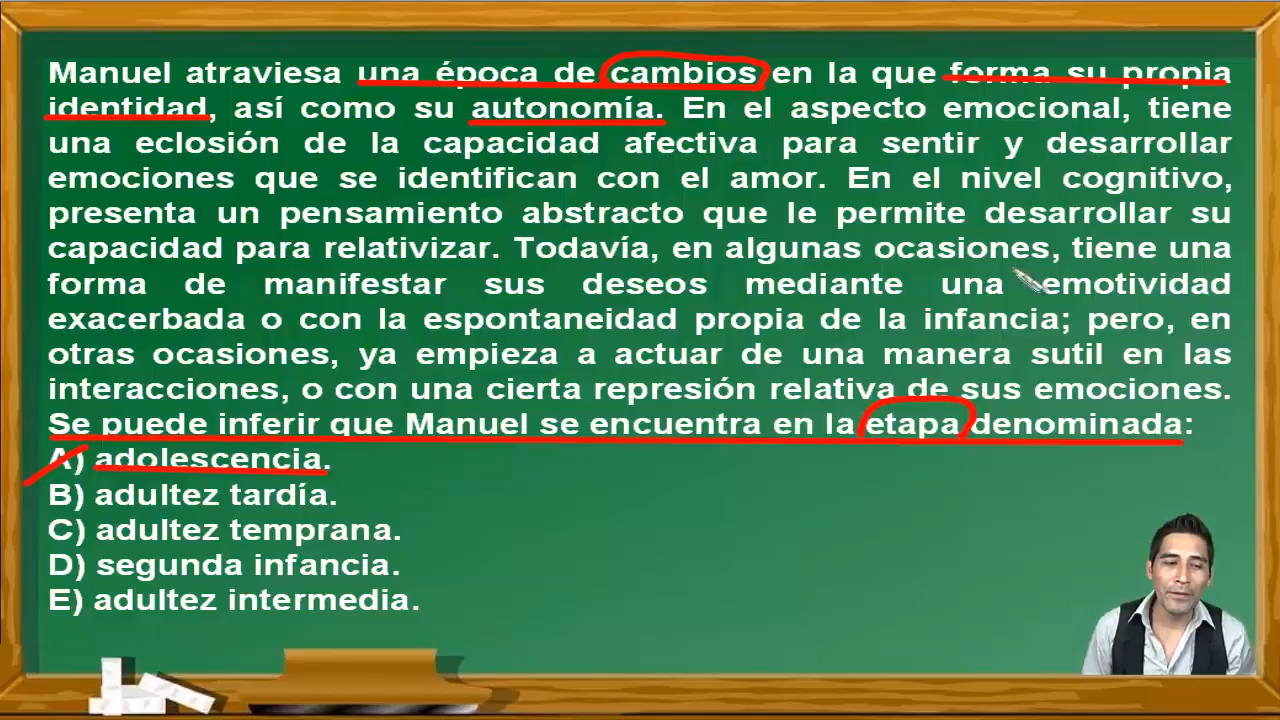 Manuel atraviesa una época de cambios en la que forma su propia
identidad, así como su autonomía. En el aspecto emocional, tiene
una eclosión de la capacidad afectiva para sentir y desarrollar
emociones que se identifican con el amor. En el nivel cognitivo,
presenta un pensamiento abstracto que le permite desarrollar su
capacidad para relativizar. Todavía, en algunas ocasiones, tiene una
forma de manifestar sus deseos mediante una emotividad
exacerbada o con la espontaneidad propia de la infancia; pero, en
otras ocasiones, ya empieza a actuar de una manera sutil en las
interacciones, o con una cierta represión relativa de sus emociones.
Se puede inferir que Manuel se encuentra en la etapa denominada:
A) adolescencia.
B) adultez tardía.
C) adultez temprana.
D) segunda infancia.
E) adultez intermedia.